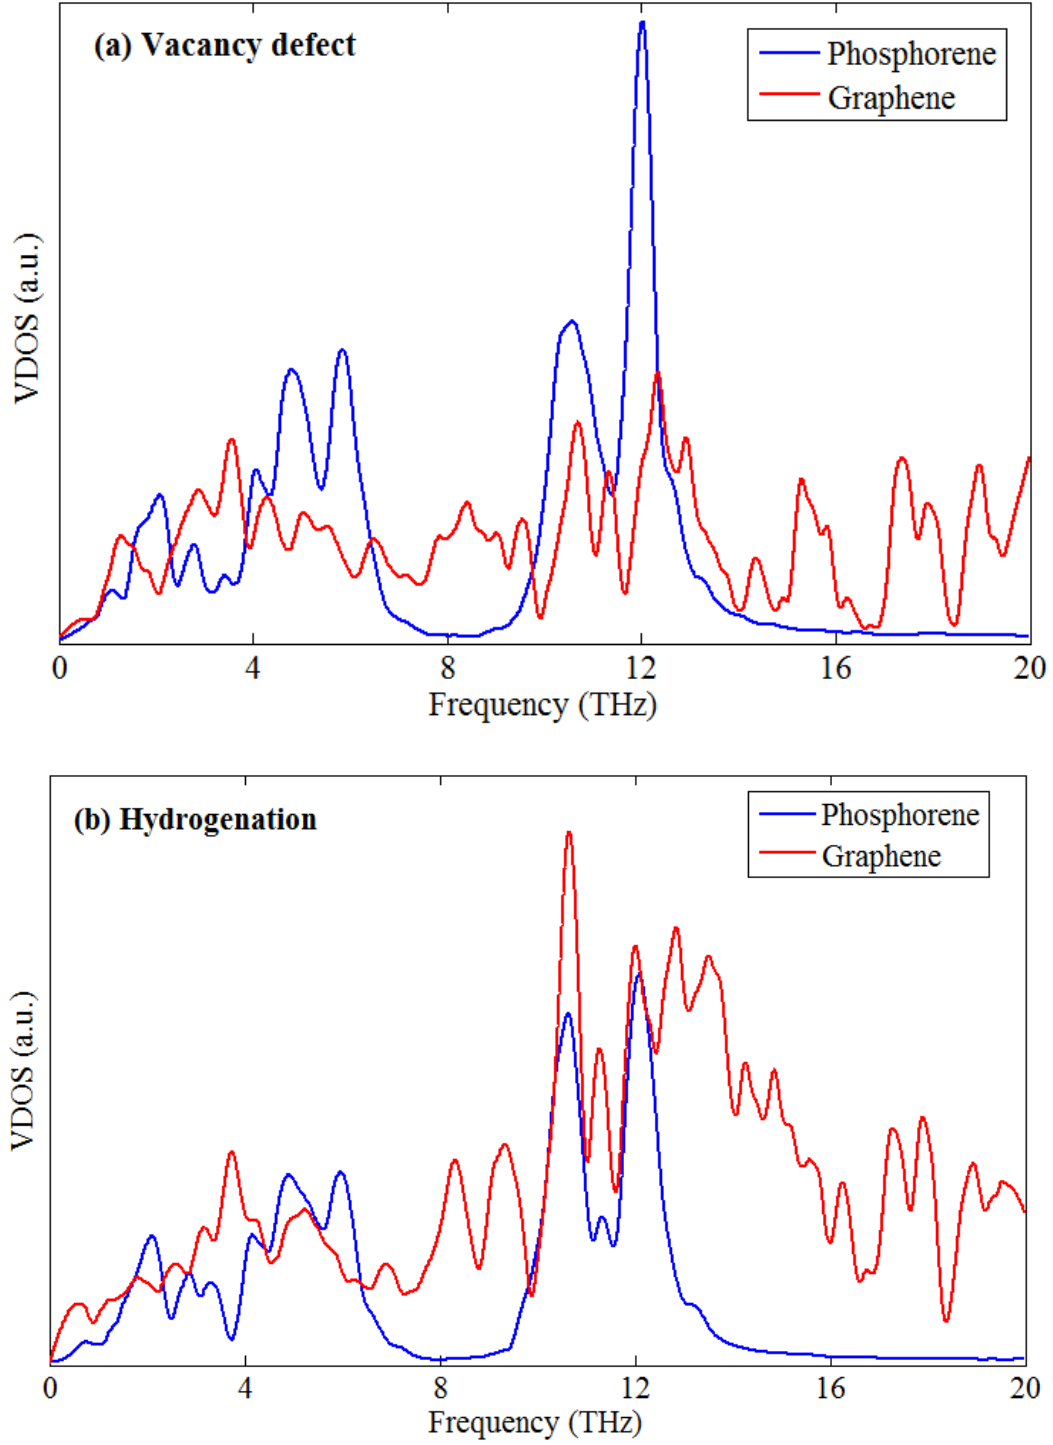 (a) Vacancy defect
Phosphorene
Graphene
VDOS (a.u.)
0 4 8 12 16 20
Frequency (THz)
(b) Hydrogenation
Phosphorene
Graphene
VDOS (a.u.)
0 4 8 12 16 20
Frequency (THz)